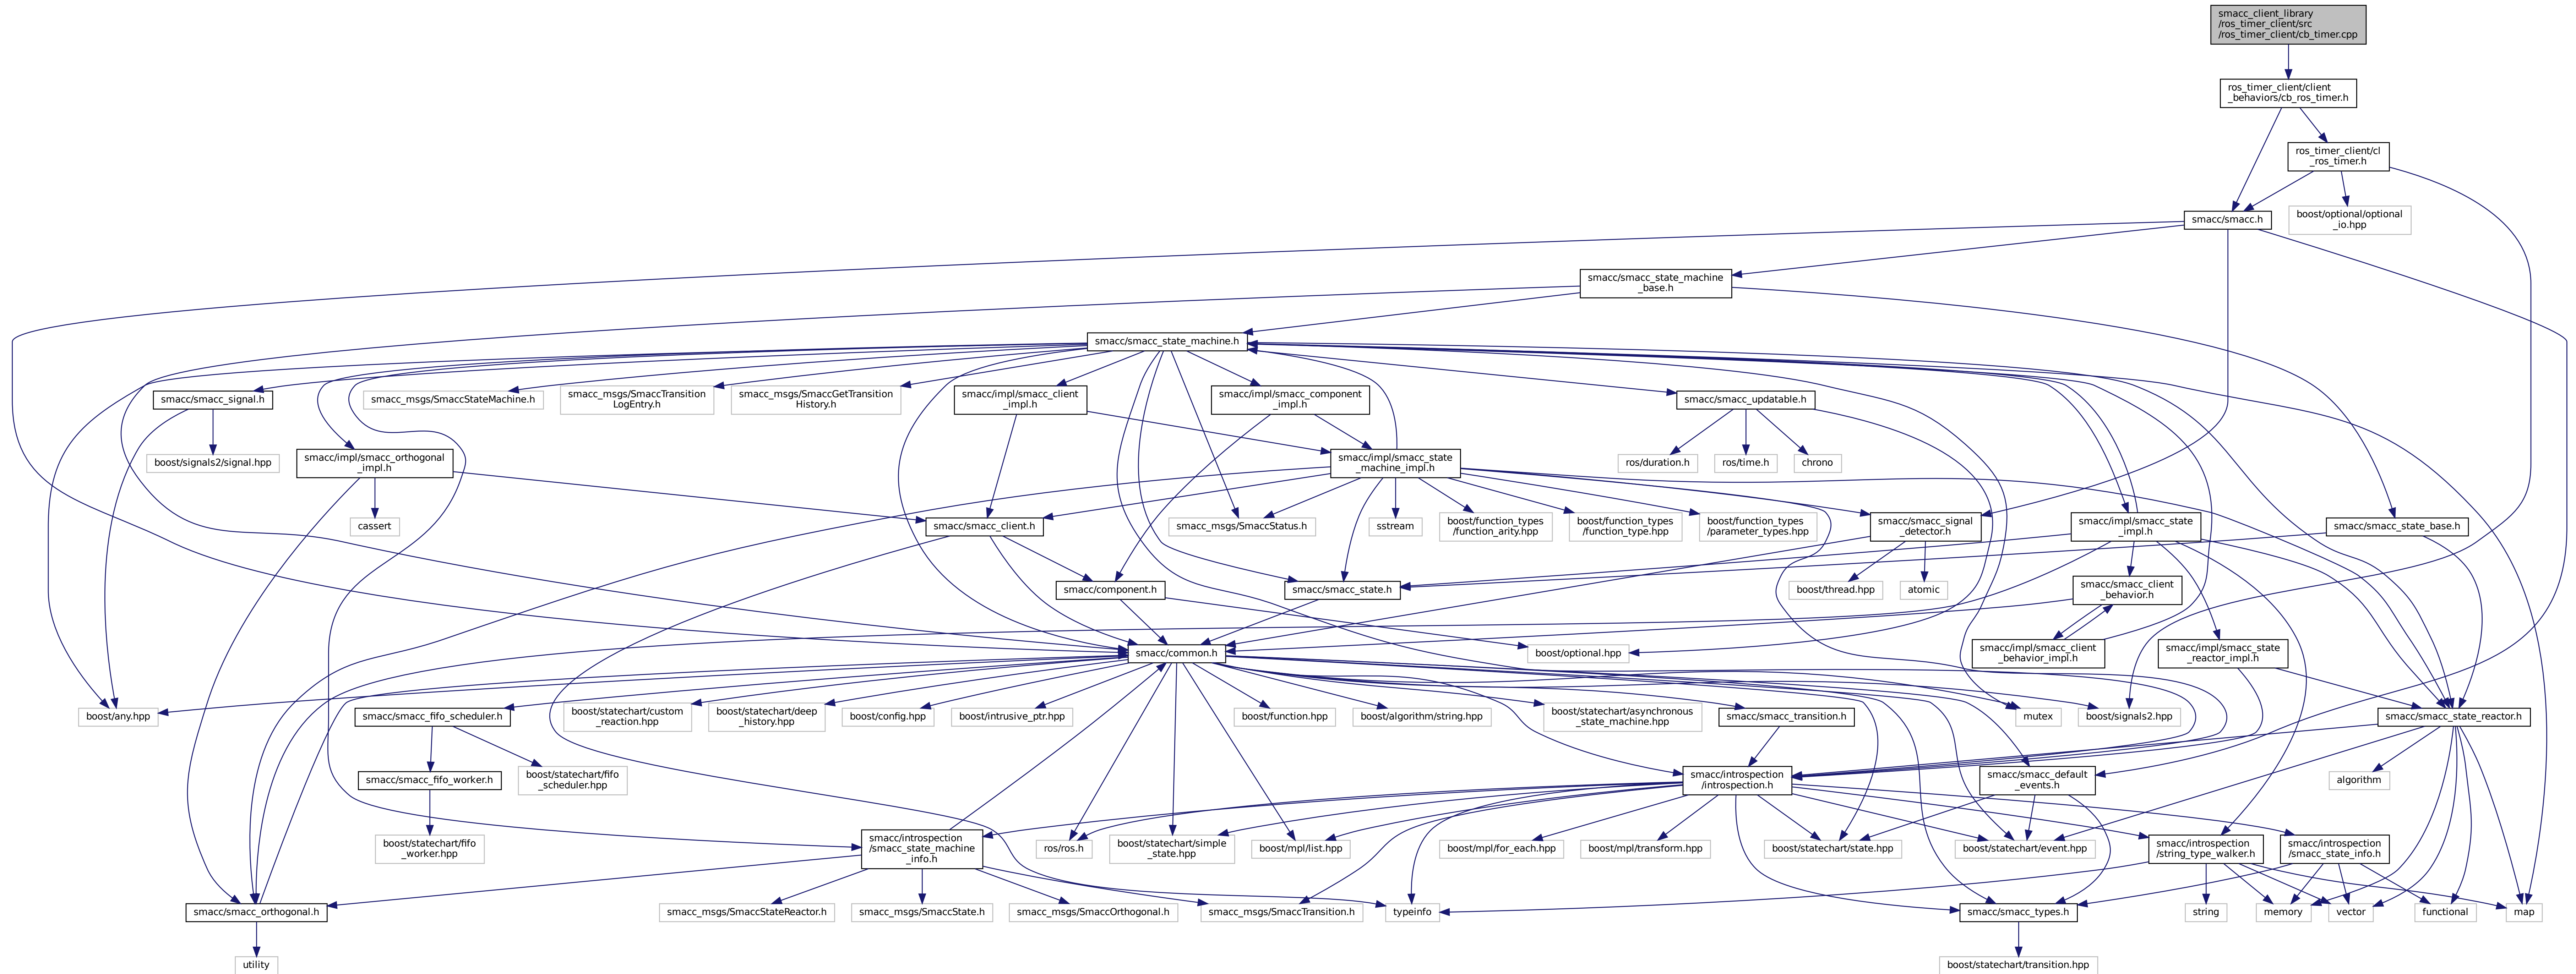 smacc_client_library
/ros_timer_client/src
/ros_timer_client/cb_timer.cpp
ros_timer_client/client
_behaviors/cb_ros_timer.h
ros_timer_client/cl
_ros_timer.h
smacc/smacc.h
boost/optional/optional
_io.hpp
smacc/smacc_state_machine
_base.h
smacc/smacc_state_machine.h
smacc/smacc_signal.h
smacc_msgs/SmaccStateMachine.h
smacc_msgs/SmaccTransition
LogEntry.h
smacc_msgs/SmaccGetTransition
History.h
smacc/impl/smacc_client
_impl.h
smacc/impl/smacc_component
_impl.h
smacc/smacc_updatable.h
boost/signals2/signal.hpp
smacc/impl/smacc_orthogonal
_impl.h
smacc/impl/smacc_state
_machine_impl.h
ros/duration.h
ros/time.h
chrono
cassert
smacc/smacc_client.h
smacc_msgs/SmaccStatus.h
sstream
boost/function_types
/function_arity.hpp
boost/function_types
/function_type.hpp
boost/function_types
/parameter_types.hpp
smacc/smacc_signal
_detector.h
smacc/impl/smacc_state
_impl.h
smacc/smacc_state_base.h
smacc/component.h
smacc/smacc_state.h
boost/thread.hpp
atomic
smacc/smacc_client
_behavior.h
smacc/common.h
boost/optional.hpp
smacc/impl/smacc_client
_behavior_impl.h
smacc/impl/smacc_state
_reactor_impl.h
boost/any.hpp
smacc/smacc_fifo_scheduler.h
boost/statechart/custom
_reaction.hpp
boost/statechart/deep
_history.hpp
boost/config.hpp
boost/intrusive_ptr.hpp
boost/function.hpp
boost/algorithm/string.hpp
boost/statechart/asynchronous
_state_machine.hpp
smacc/smacc_transition.h
mutex
boost/signals2.hpp
smacc/smacc_state_reactor.h
smacc/smacc_fifo_worker.h
boost/statechart/fifo
_scheduler.hpp
smacc/introspection
/introspection.h
smacc/smacc_default
_events.h
algorithm
boost/statechart/fifo
_worker.hpp
smacc/introspection
/smacc_state_machine
_info.h
ros/ros.h
boost/statechart/simple
_state.hpp
boost/mpl/list.hpp
boost/mpl/for_each.hpp
boost/mpl/transform.hpp
boost/statechart/state.hpp
boost/statechart/event.hpp
smacc/introspection
/string_type_walker.h
smacc/introspection
/smacc_state_info.h
smacc/smacc_orthogonal.h
smacc_msgs/SmaccStateReactor.h
smacc_msgs/SmaccState.h
smacc_msgs/SmaccOrthogonal.h
smacc_msgs/SmaccTransition.h
typeinfo
smacc/smacc_types.h
string
memory
vector
functional
map
utility
boost/statechart/transition.hpp